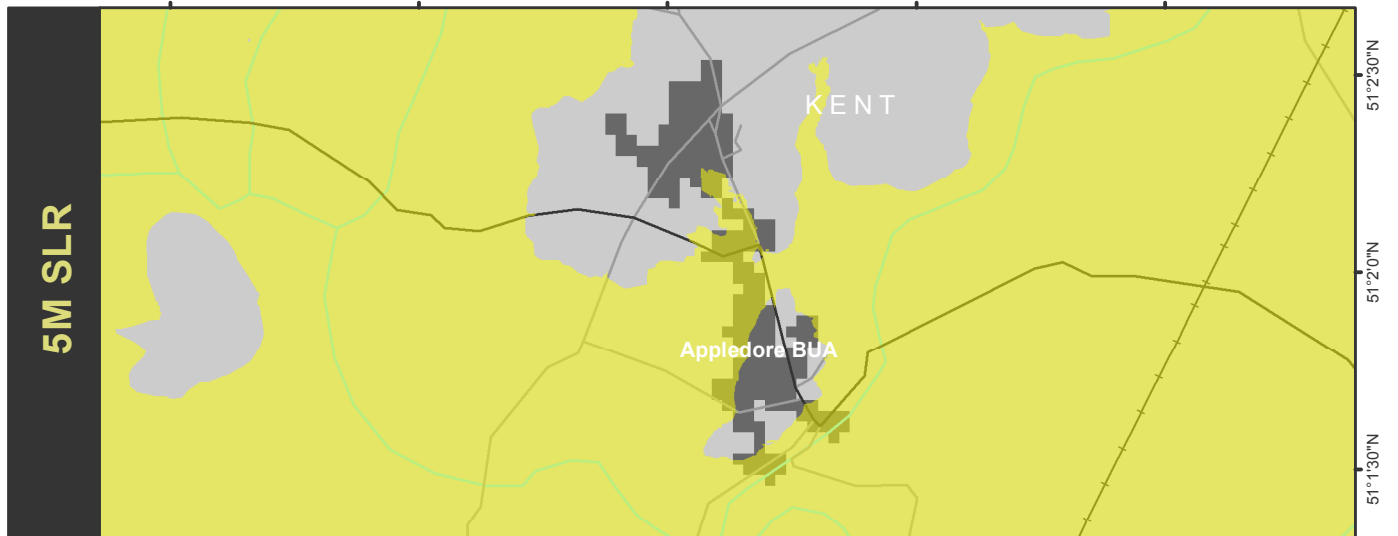 5M SLR
KENT
Appledore BUA
51°2'30"N
51°2'0"N
51°1'30"N